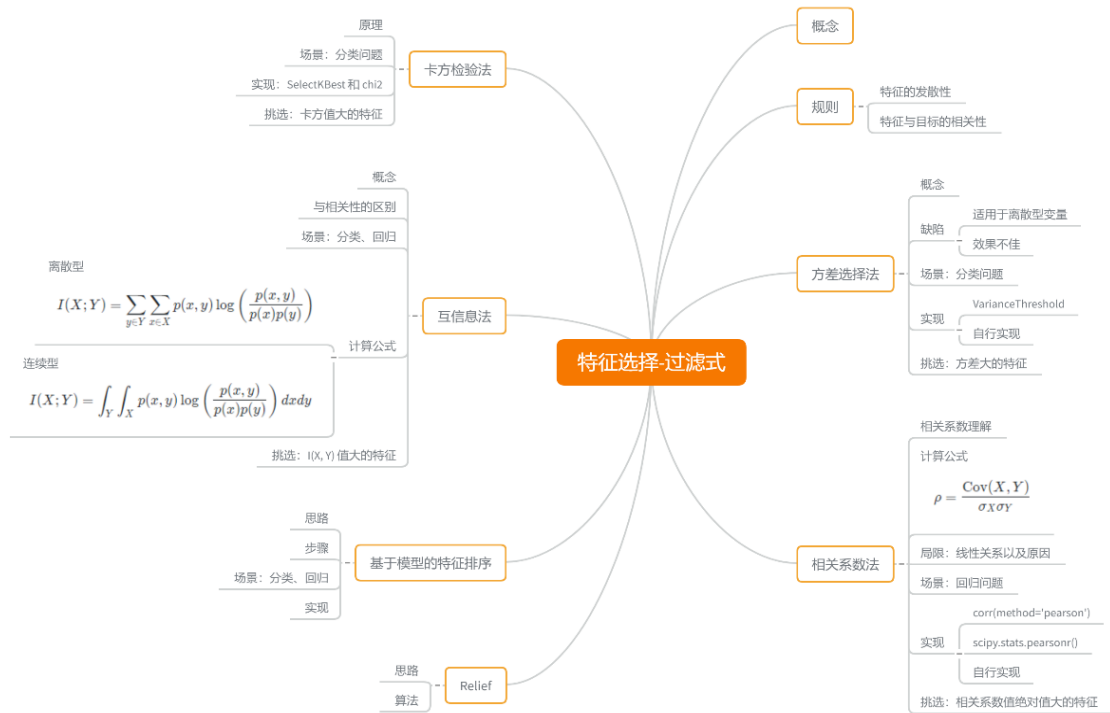 特征选择-过滤式
概念
规则
特征的发散性
特征与目标的相关性
方差选择法
概念
缺陷
适用于离散型变量
效果不佳
场景：分类问题
实现
VarianceThreshold
自行实现
挑选：方差大的特征
相关系数法
相关系数理解
计算公式
ρ = Cov(X, Y) / σ_X σ_Y
局限：线性关系以及原因
场景：回归问题
实现
corr(method='pearson')
scipy.stats.pearsonr()
自行实现
挑选：相关系数值绝对值大的特征
卡方检验法
原理
场景：分类问题
实现：SelectKBest 和 chi2
挑选：卡方值大的特征
互信息法
概念
与相关性的区别
场景：分类、回归
计算公式
离散型
I(X; Y) = ∑_{y∈Y} ∑_{x∈X} p(x, y) log ( p(x, y) / p(x)p(y) )
连续型
I(X; Y) = ∫_Y ∫_X p(x, y) log ( p(x, y) / p(x)p(y) ) dxdy
挑选：I(X, Y) 值大的特征
基于模型的特征排序
思路
步骤
场景：分类、回归
实现
Relief
思路
算法